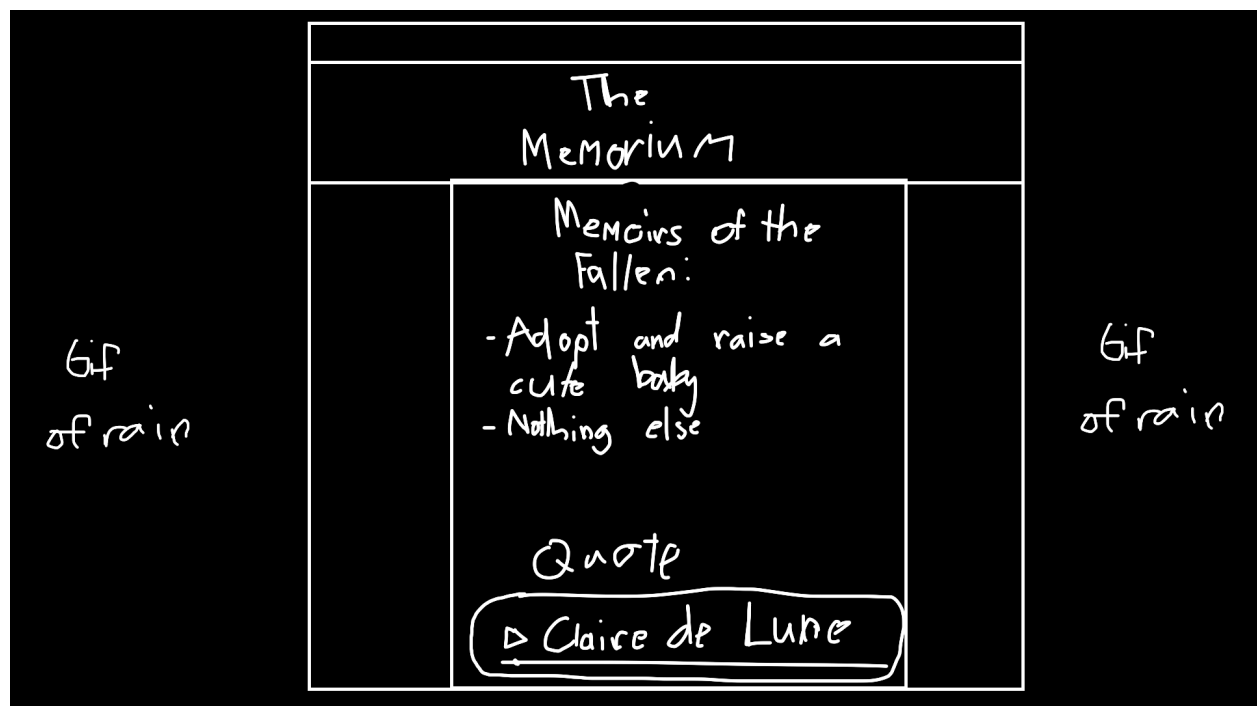 The
Memorium
Memoirs of the
Fallen:
- Adopt and raise a
cute baby
- Nothing else
Gif
of rain
Gif
of rain
Quote
Claire de Lune